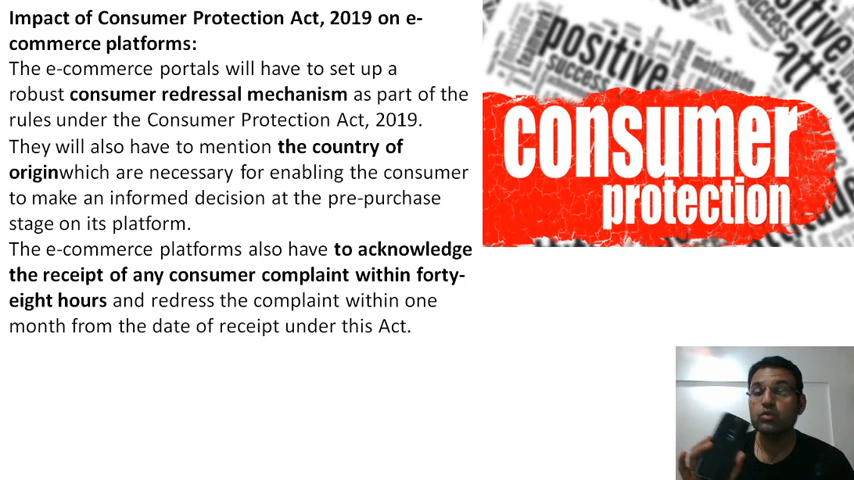 Impact of Consumer Protection Act, 2019 on e-
commerce platforms:
The e-commerce portals will have to set up a
robust consumer redressal mechanism as part of the
rules under the Consumer Protection Act, 2019.
They will also have to mention the country of
originwhich are necessary for enabling the consumer
to make an informed decision at the pre-purchase
stage on its platform.
The e-commerce platforms also have to acknowledge
the receipt of any consumer complaint within forty-
eight hours and redress the complaint within one
month from the date of receipt under this Act.
positive
success
motivation
success
positive
consumer
protection